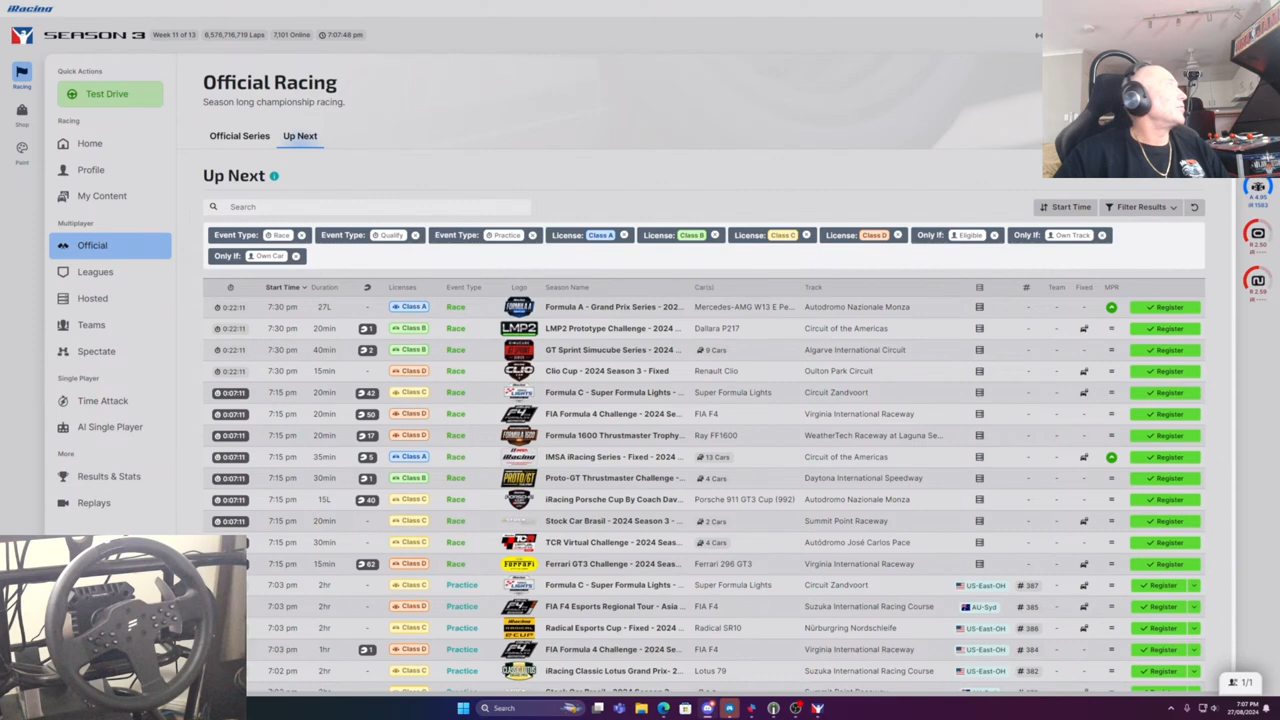 iRacing
SEASON 3 Week 11 of 13 6,576,716,719 Laps 7,101 Online 7:07:48 pm
Racing
Shop
Paint
Quick Actions
Test Drive
Racing
Home
Profile
My Content
Multiplayer
Official
Leagues
Hosted
Teams
Spectate
Single Player
Time Attack
AI Single Player
More
Results & Stats
Replays
Official Racing
Season long championship racing.
Official Series Up Next
Up Next
Search Start Time Filter Results
Event Type: Race Event Type: Qualify Event Type: Practice License: Class A License: Class B License: Class C License: Class D Only If: Eligible Only If: Own Track
Only If: Own Car
Start Time Duration Licenses Event Type Logo Season Name Car(s) Track # Team Fixed MPR
0:22:11 7:30 pm 27L - Class A Race Formula A - Grand Prix Series - 202... Mercedes-AMG W13 E Pe... Autodromo Nazionale Monza - - - Register
0:22:11 7:30 pm 20min 1 Class B Race LMP2 Prototype Challenge - 2024 ... Dallara P217 Circuit of the Americas - - = Register
0:22:11 7:30 pm 40min 2 Class B Race GT Sprint Simucube Series - 2024 ... 9 Cars Algarve International Circuit - - - = Register
0:22:11 7:30 pm 15min - Class D Race Clio Cup - 2024 Season 3 - Fixed Renault Clio Oulton Park Circuit - - = Register
0:07:11 7:15 pm 20min 42 Class C Race Formula C - Super Formula Lights - ... Super Formula Lights Circuit Zandvoort - - = Register
0:07:11 7:15 pm 20min 50 Class D Race FIA Formula 4 Challenge - 2024 Se... FIA F4 Virginia International Raceway - - = Register
0:07:11 7:15 pm 20min 17 Class D Race Formula 1600 Thrustmaster Trophy... Ray FF1600 WeatherTech Raceway at Laguna Se... - - = Register
0:07:11 7:15 pm 35min 5 Class A Race IMSA iRacing Series - Fixed - 2024... 13 Cars Circuit of the Americas - - Register
0:07:11 7:15 pm 30min 1 Class B Race Proto-GT Thrustmaster Challenge -... 4 Cars Daytona International Speedway - - - = Register
0:07:11 7:15 pm 15L 40 Class C Race iRacing Porsche Cup By Coach Dav... Porsche 911 GT3 Cup (992) Autodromo Nazionale Monza - - - = Register
0:07:11 7:15 pm 20min - Class C Race Stock Car Brasil - 2024 Season 3 - ... 2 Cars Summit Point Raceway - - = Register
7:15 pm 30min - Class C Race TCR Virtual Challenge - 2024 Seas... 4 Cars Autódromo José Carlos Pace - - = Register
7:15 pm 15min 62 Class D Race Ferrari GT3 Challenge - 2024 Seas... Ferrari 296 GT3 Virginia International Raceway - - = Register
7:03 pm 2hr - Class C Practice Formula C - Super Formula Lights - ... Super Formula Lights Circuit Zandvoort US-East-OH # 387 - = Register
7:03 pm 2hr - Class D Practice FIA F4 Esports Regional Tour - Asia ... FIA F4 Suzuka International Racing Course AU-Syd # 385 - = Register
7:03 pm 2hr - Class C Practice Radical Esports Cup - Fixed - 2024... Radical SR10 Nürburgring Nordschleife US-East-OH # 386 - = Register
7:03 pm 1hr 1 Class D Practice FIA Formula 4 Challenge - 2024 Se... FIA F4 Virginia International Raceway US-East-OH # 384 - = Register
7:02 pm 2hr - Class C Practice iRacing Classic Lotus Grand Prix- 2... Lotus 79 Suzuka International Racing Course US-East-OH # 382 - - = Register
A 4.95
iR 1583
R 2.50
R 2.59
1/1
Search
7:07 PM
27/08/2024